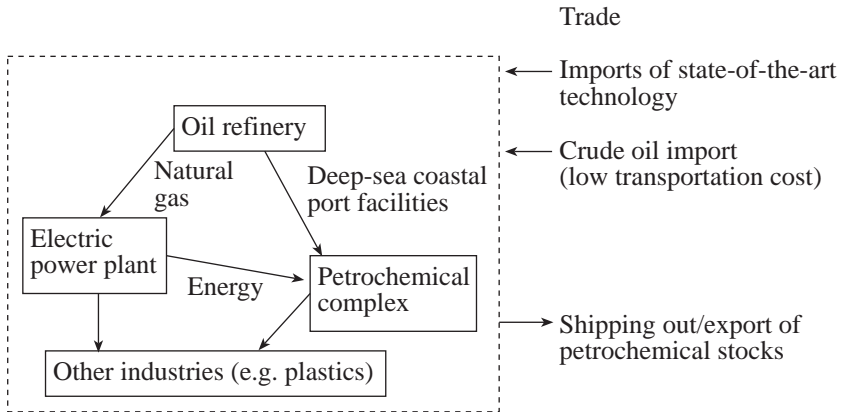 Trade
Imports of state-of-the-art
technology
Oil refinery
Crude oil import
(low transportation cost)
Natural
gas
Deep-sea coastal
port facilities
Electric
power plant
Energy
Petrochemical
complex
Shipping out/export of
petrochemical stocks
Other industries (e.g. plastics)